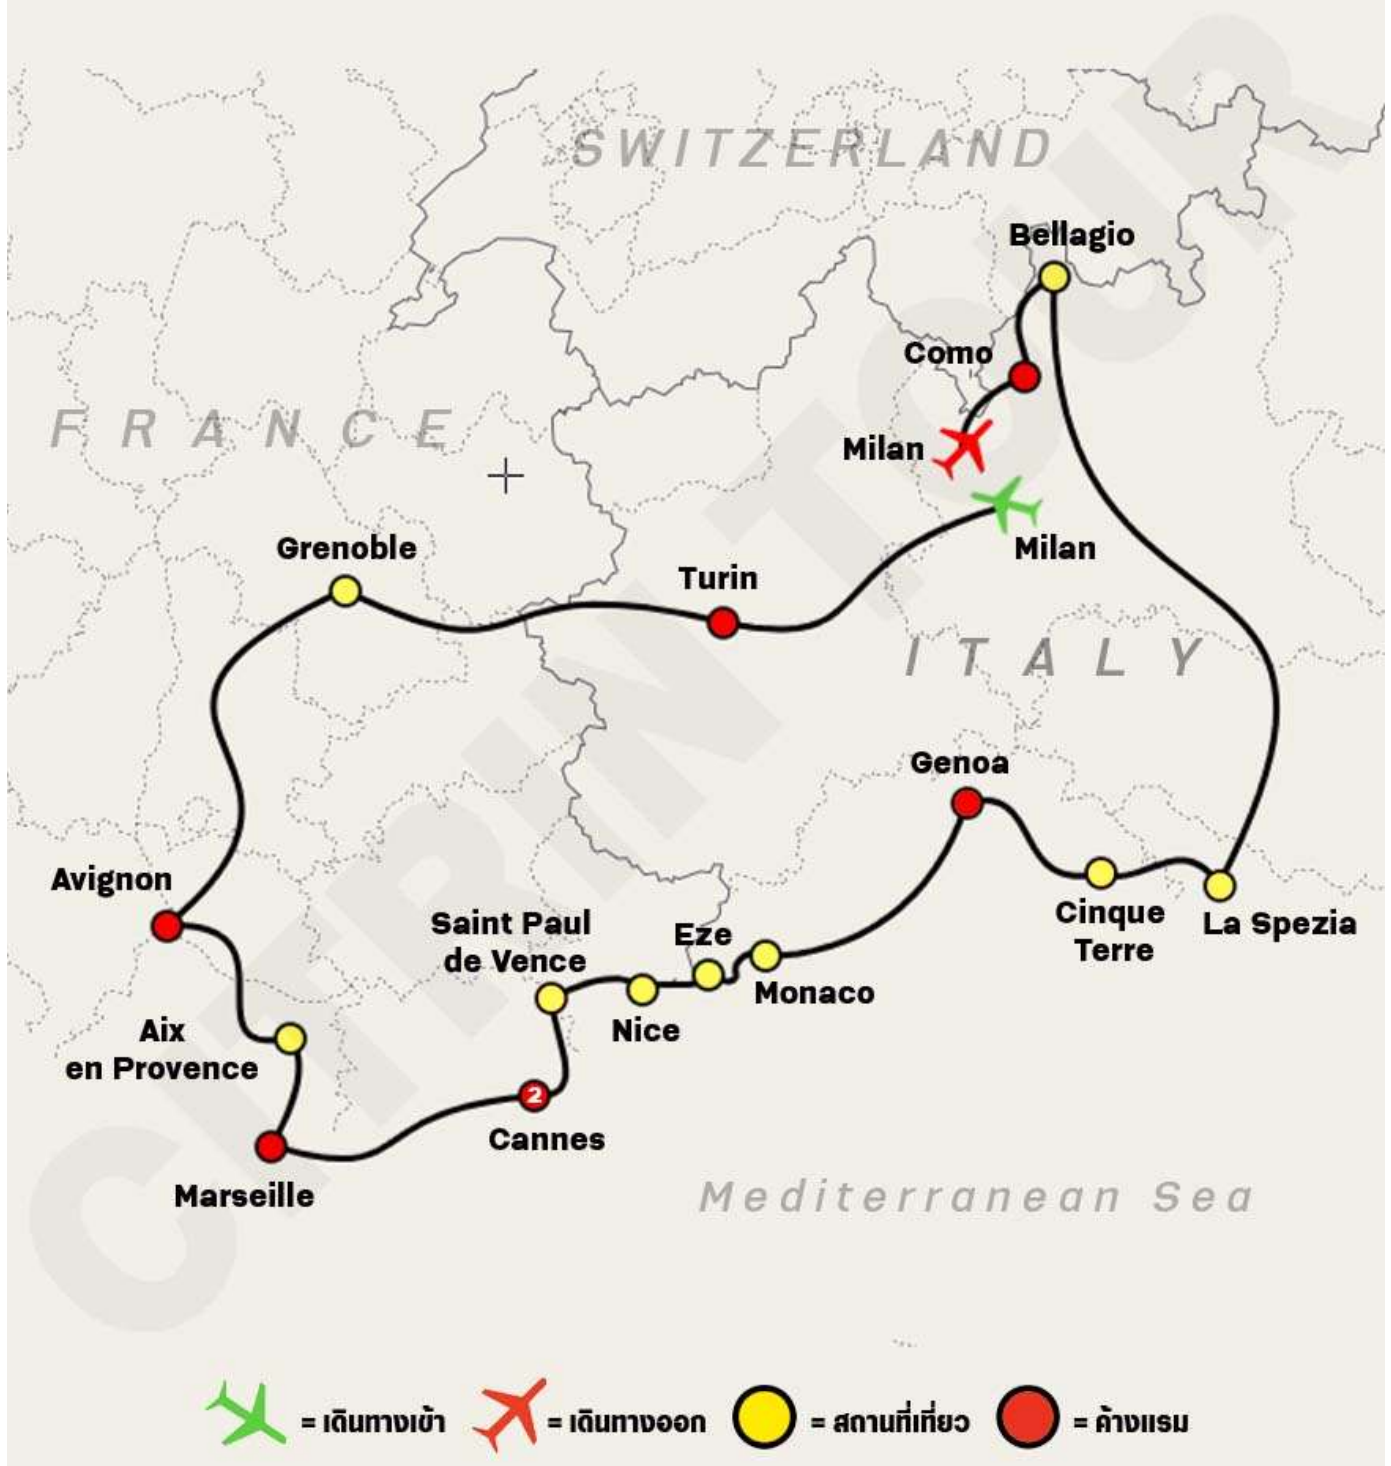 SWITZERLAND
Bellagio
Como
FRANCE
Milan
Milan
Grenoble
Turin
ITALY
Genoa
Avignon
Saint Paul
de Vence
Eze
Cinque
Terre
La Spezia
Monaco
Nice
Aix
en Provence
2
Cannes
Marseille
Mediterranean Sea
CITRIN TOUR
= เดินทางเข้า
= เดินทางออก
= สถานที่เที่ยว
= ค้างแรม